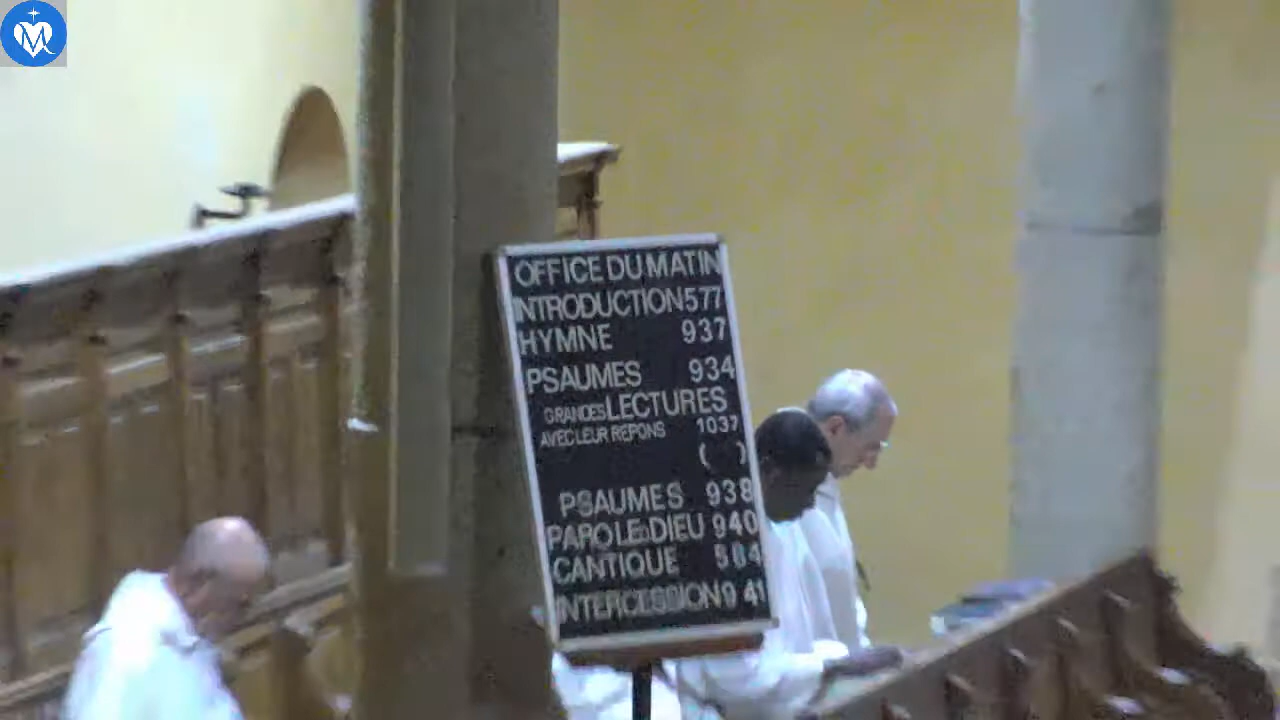 OFFICE DU MATIN
INTRODUCTION 577
HYMNE 937
PSAUMES 934
GRANDES LECTURES
AVEC LEUR REPONS 1037
( )
PSAUMES 938
PAROLE DE DIEU 940
CANTIQUE 584
INTERCESSION 941